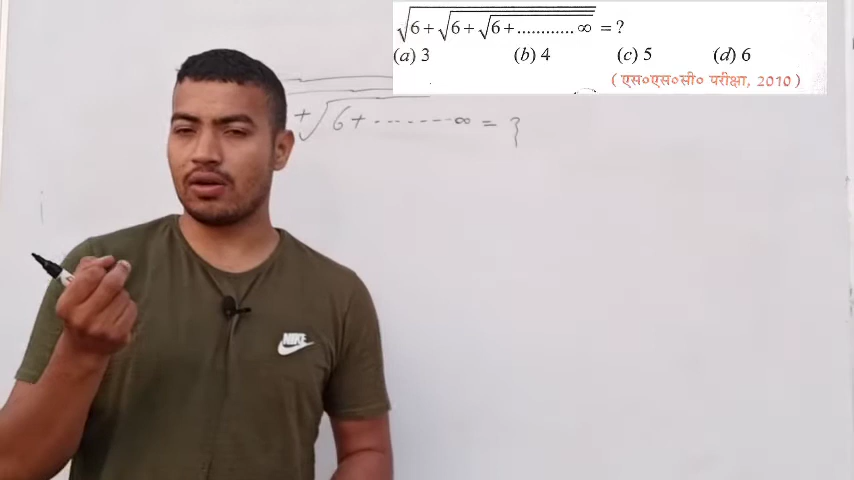 √6 + √6 + √6 + ............ ∞ = ?
(a) 3 (b) 4 (c) 5 (d) 6
( एस०एस०सी० परीक्षा, 2010 )
+ √6 + ....... ∞ = ?
NIKE